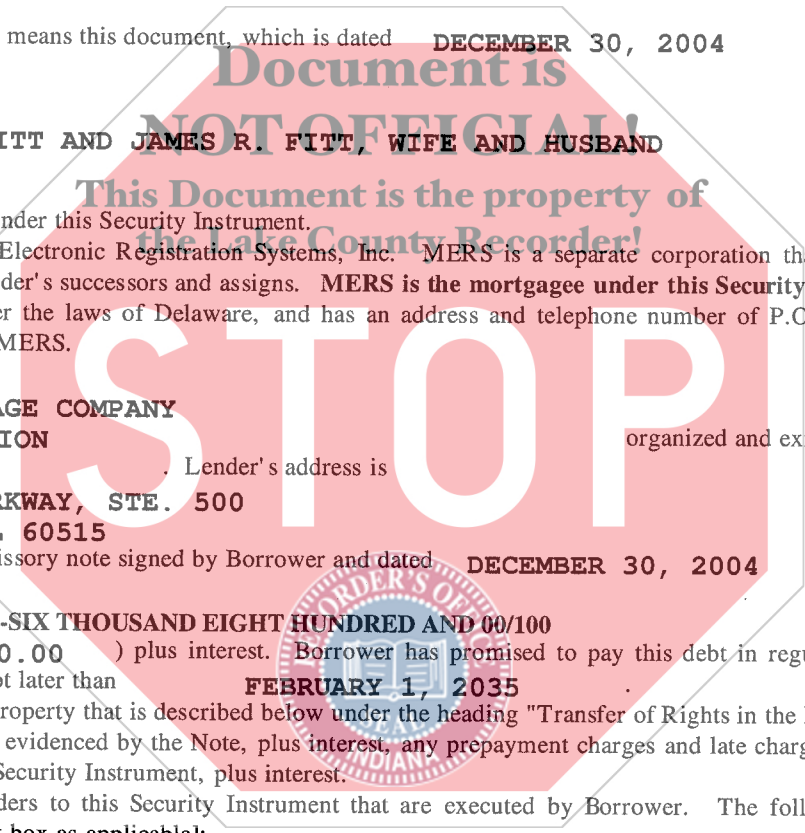 means this document, which is dated DECEMBER 30, 2004
Document is
ITT AND JAMES R. FITT, WIFE AND HUSBAND
NOT OFFICIAL!
This Document is the property of
nder this Security Instrument.
the Lake County Recorder!
Electronic Registration Systems, Inc. MERS is a separate corporation th
der's successors and assigns. MERS is the mortgagee under this Security
er the laws of Delaware, and has an address and telephone number of P.O
MERS.
STOP
AGE COMPANY
ION organized and ex
. Lender's address is
RKWAY, STE. 500
60515
issory note signed by Borrower and dated DECEMBER 30, 2004
-SIX THOUSAND EIGHT HUNDRED AND 00/100
0.00 ) plus interest. Borrower has promised to pay this debt in regu
ot later than FEBRUARY 1, 2035 .
roperty that is described below under the heading "Transfer of Rights in the
evidenced by the Note, plus interest, any prepayment charges and late charg
Security Instrument, plus interest.
ders to this Security Instrument that are executed by Borrower. The foll
box as applicable]:
RECORDER'S OFFICE
SEAL
INDIANA